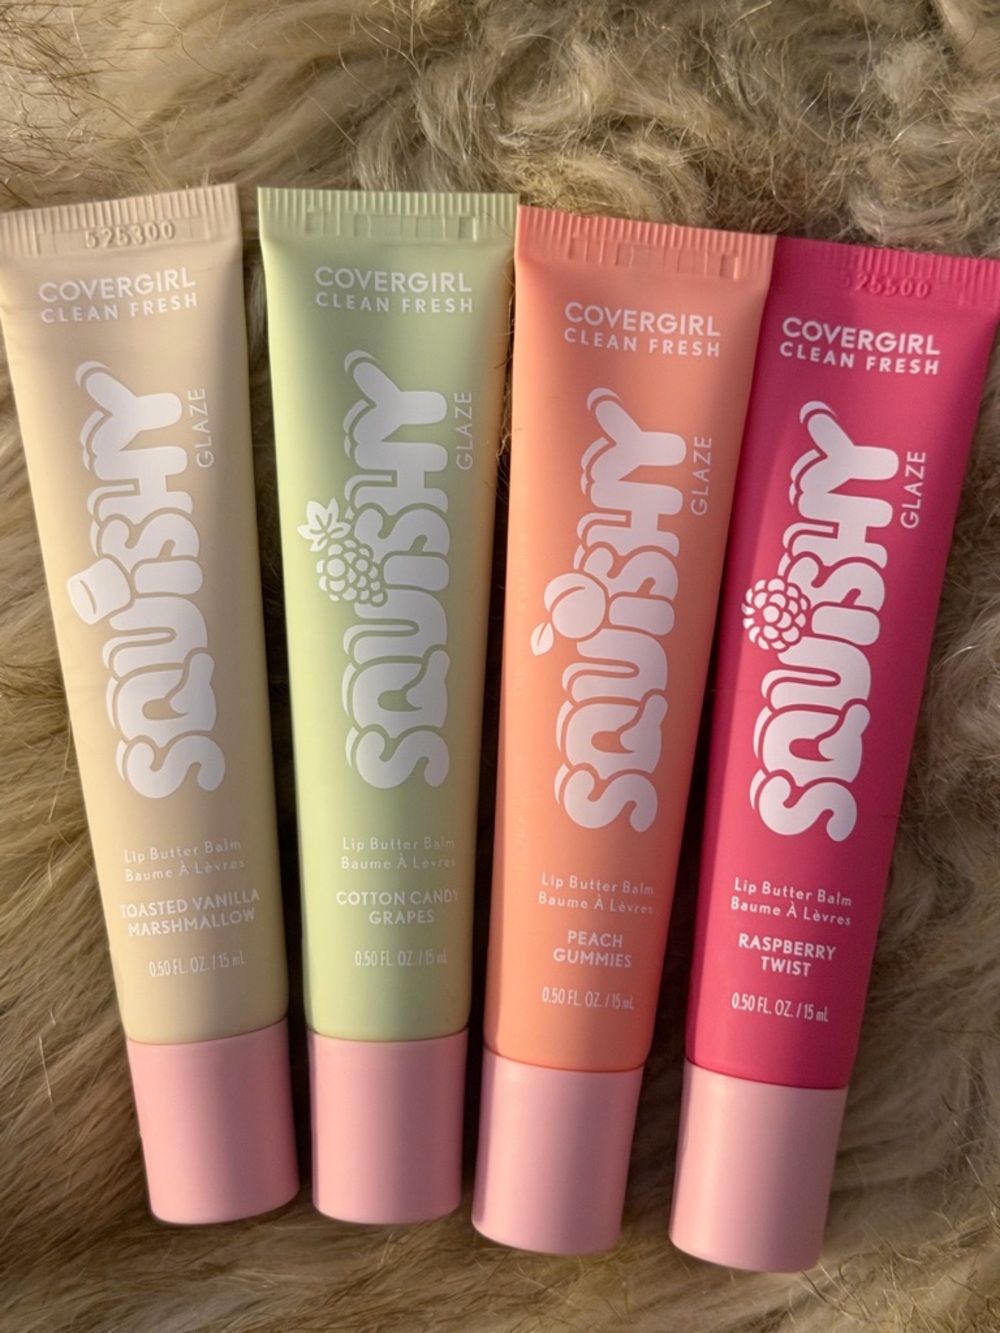 525300
COVERGIRL
CLEAN FRESH
SQUISHY
GLAZE
Lip Butter Balm
Baume À Lèvres
TOASTED VANILLA
MARSHMALLOW
0.50 FL. OZ. / 15 mL
COVERGIRL
CLEAN FRESH
SQUISHY
GLAZE
Lip Butter Balm
Baume À Lèvres
COTTON CANDY
GRAPES
0.50 FL. OZ. / 15 mL
COVERGIRL
CLEAN FRESH
SQUISHY
GLAZE
Lip Butter Balm
Baume À Lèvres
PEACH
GUMMIES
0.50 FL. OZ. / 15 mL
COVERGIRL
CLEAN FRESH
SQUISHY
GLAZE
Lip Butter Balm
Baume À Lèvres
RASPBERRY
TWIST
0.50 FL. OZ. / 15 mL